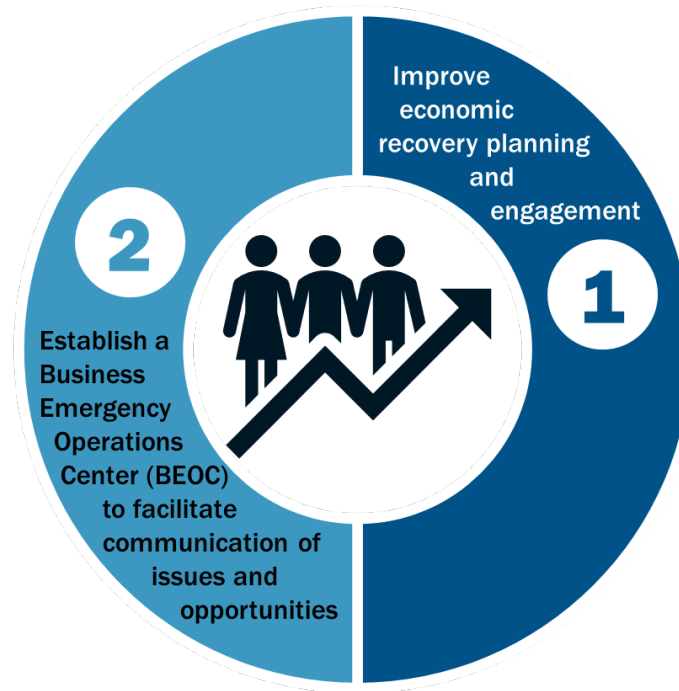 Improve
economic
recovery planning
and
engagement
1
2
Establish a
Business
Emergency
Operations
Center (BEOC)
to facilitate
communication of
issues and
opportunities